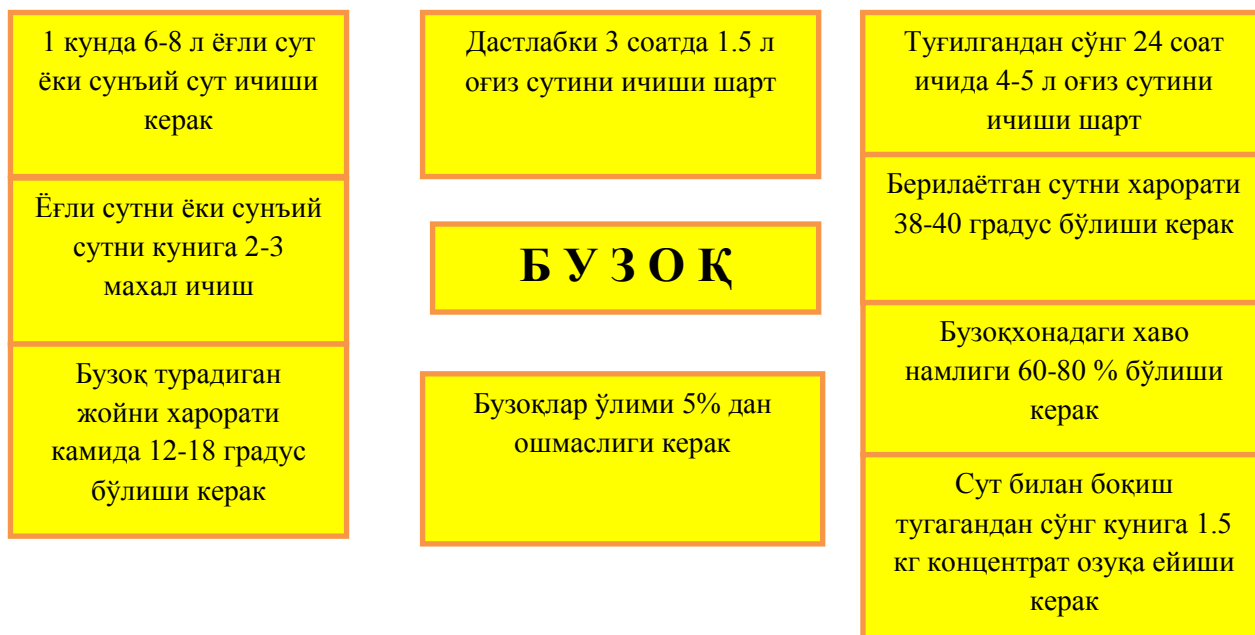 1 кунда 6-8 л ёғли сут
ёки сунъий сут ичиши
керак
Ёғли сутни ёки сунъий
сутни кунига 2-3
махал ичиш
Бузоқ турадиган
жойни харорати
камида 12-18 градус
бўлиши керак
Дастлабки 3 соатда 1.5 л
оғиз сутини ичиши шарт
Б У З О Қ
Бузоқлар ўлими 5% дан
ошмаслиги керак
Туғилгандан сўнг 24 соат
ичида 4-5 л оғиз сутини
ичиши шарт
Берилаётган сутни харорати
38-40 градус бўлиши керак
Бузоқхонадаги хаво
намлиги 60-80 % бўлиши
керак
Сут билан боқиш
тугагандан сўнг кунига 1.5
кг концентрат озуқа ейиши
керак